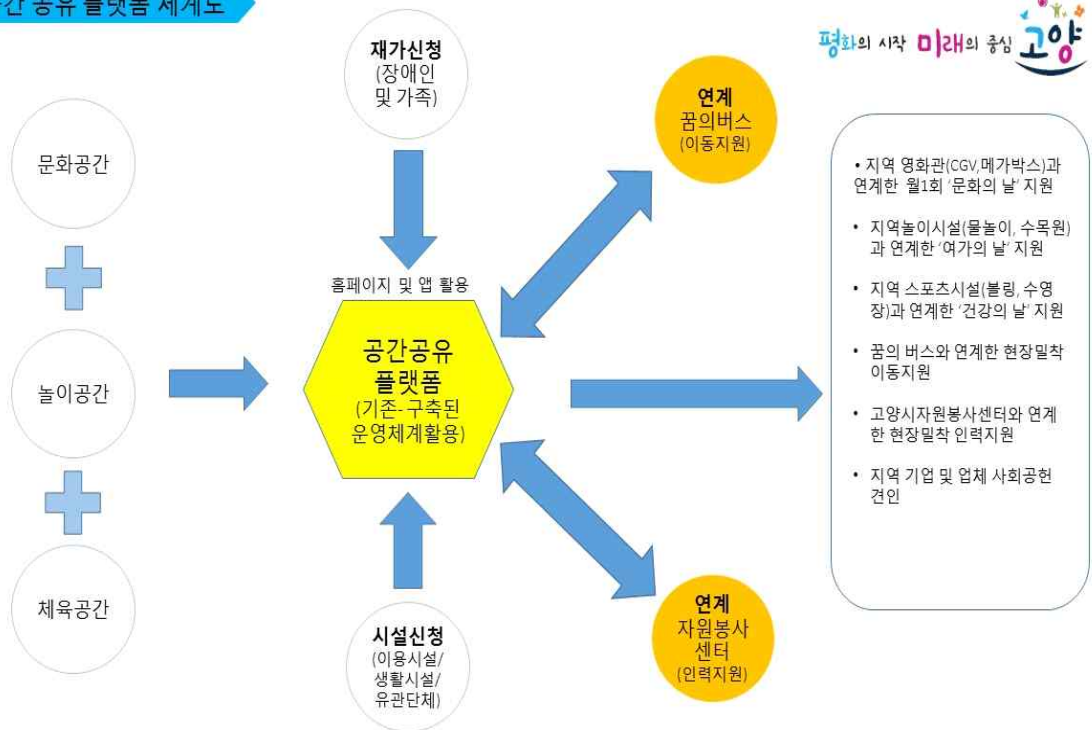 공간 공유 플랫폼 체계도
평화의 시작 미래의 중심 고양
재가신청
(장애인
및 가족)
연계
꿈의버스
(이동지원)
문화공간
놀이공간
체육공간
홈페이지 및 앱 활용
공간공유
플랫폼
(기존- 구축된
운영체계활용)
시설신청
(이용시설/
생활시설/
유관단체)
연계
자원봉사
센터
(인력지원)
• 지역 영화관(CGV,메가박스)과
연계한 월1회 '문화의 날' 지원
• 지역놀이시설(물놀이, 수목원)
과 연계한 '여가의 날' 지원
• 지역 스포츠시설(볼링, 수영
장)과 연계한 '건강의 날' 지원
• 꿈의 버스와 연계한 현장밀착
이동지원
• 고양시자원봉사센터와 연계
한 현장밀착 인력지원
• 지역 기업 및 업체 사회공헌
견인